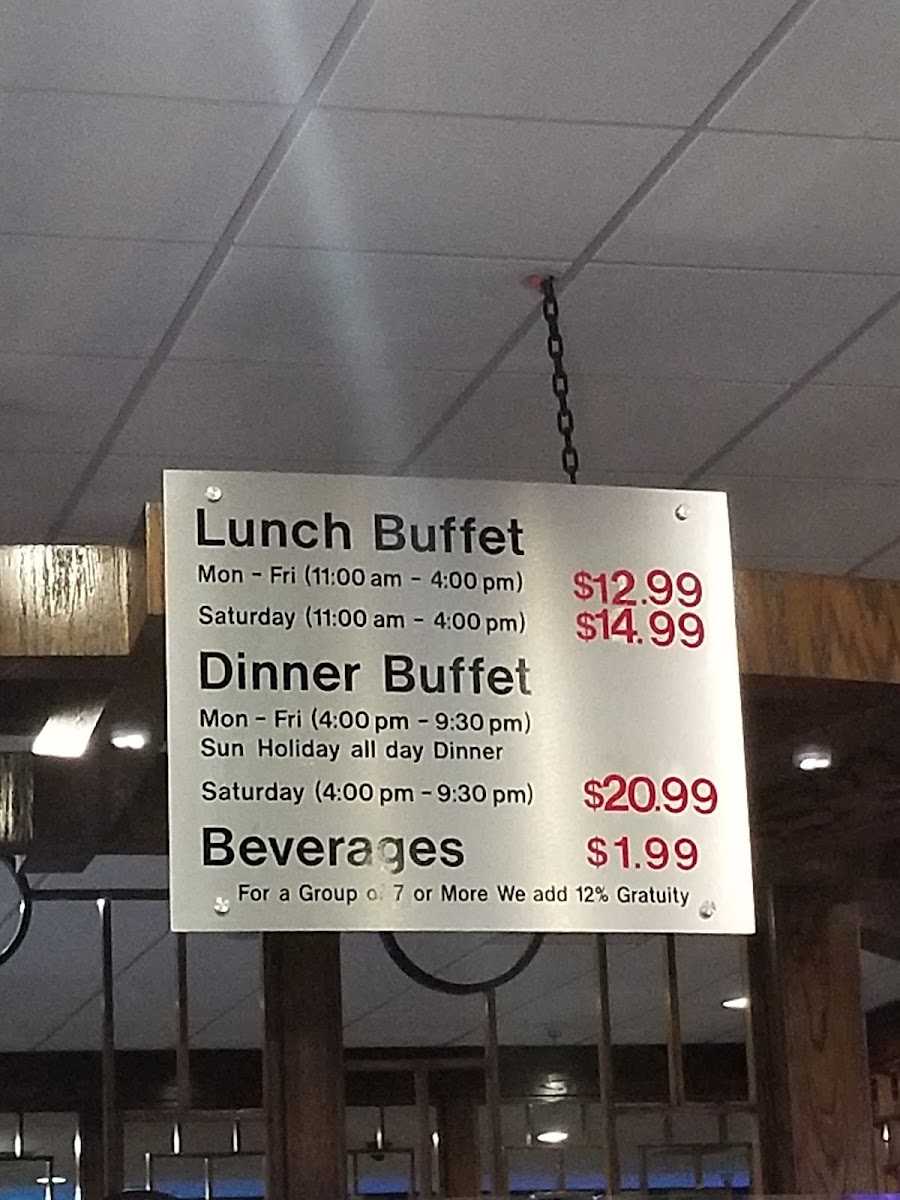 Lunch Buffet
Mon - Fri (11:00 am - 4:00 pm) $12.99
Saturday (11:00 am - 4:00 pm) $14.99
Dinner Buffet
Mon - Fri (4:00 pm - 9:30 pm)
Sun Holiday all day Dinner
Saturday (4:00 pm - 9:30 pm) $20.99
Beverages $1.99
For a Group of 7 or More We add 12% Gratuity